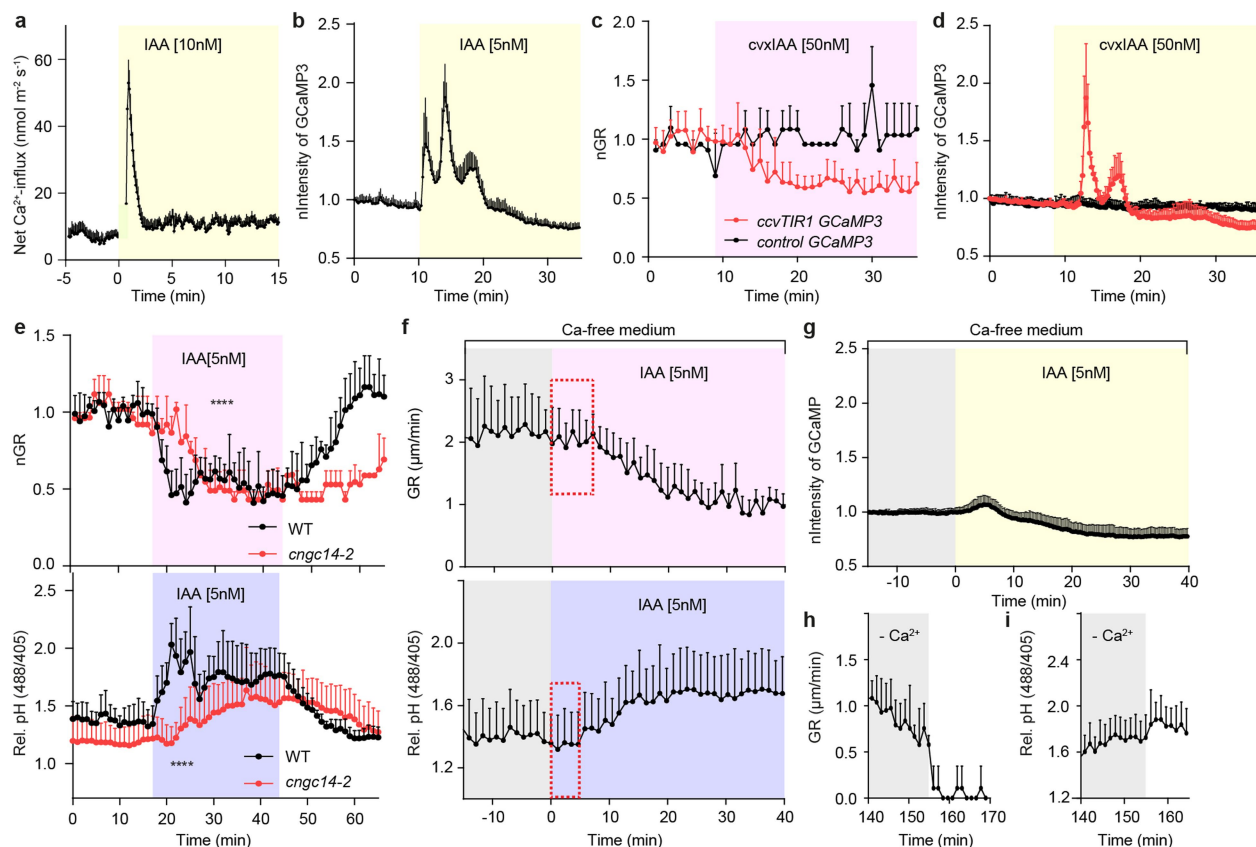 a
IAA [10nM]
Net Ca²⁺-influx (nmol m⁻² s⁻¹)
60
40
20
10
0
-5
0
5
10
15
Time (min)
b
IAA [5nM]
nIntensity of GCaMP3
2.5
2.0
1.5
1.0
0.5
0
10
20
30
Time (min)
c
cvxIAA [50nM]
nGR
2.0
1.5
1.0
0.5
0.0
ccvTIR1 GCaMP3
control GCaMP3
0
10
20
30
Time (min)
d
cvxIAA [50nM]
nIntensity of GCaMP3
2.5
2.0
1.5
1.0
0.5
0
10
20
30
Time (min)
e
IAA[5nM]
****
nGR
1.5
1.0
0.5
0.0
WT
cngc14-2
IAA [5nM]
Rel. pH (488/405)
2.5
2.0
1.5
1.0
****
WT
cngc14-2
0
10
20
30
40
50
60
Time (min)
f
Ca-free medium
IAA [5nM]
GR (µm/min)
3
2
1
0
IAA [5nM]
Rel. pH (488/405)
2.2
1.9
1.6
1.3
-10
0
10
20
30
40
Time (min)
g
Ca-free medium
IAA [5nM]
nIntensity of GCaMP
2.5
2.0
1.5
1.0
0.5
-10
0
10
20
30
40
Time (min)
h
- Ca²⁺
GR (µm/min)
2.0
1.5
1.0
0.5
0.0
140
150
160
170
Time (min)
i
- Ca²⁺
Rel. pH (488/405)
2.8
2.4
2.0
1.6
1.2
140
150
160
Time (min)